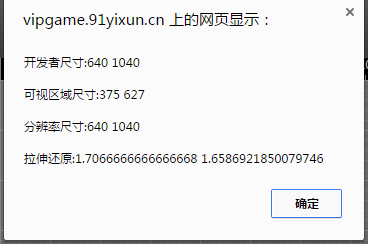 vipgame.91yixun.cn 上的网页显示：
开发者尺寸:640 1040
可视区域尺寸:375 627
分辨率尺寸:640 1040
拉伸还原:1.7066666666666668 1.6586921850079746
确定